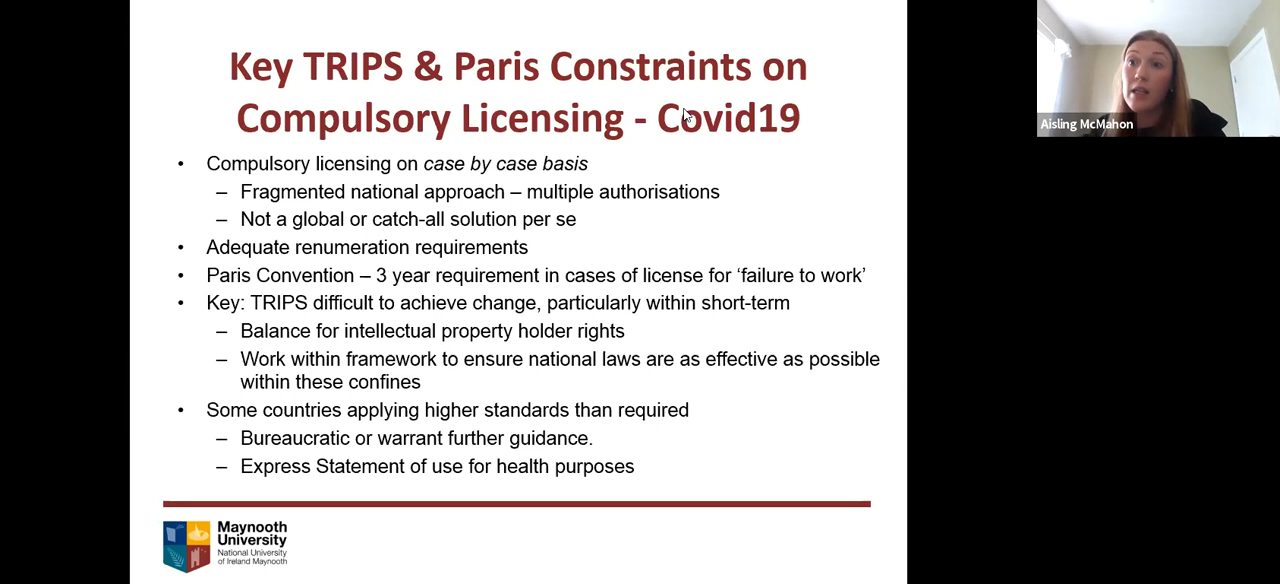 Key TRIPS & Paris Constraints on
Compulsory Licensing - Covid19
Aisling McMahon
• Compulsory licensing on case by case basis
– Fragmented national approach – multiple authorisations
– Not a global or catch-all solution per se
• Adequate renumeration requirements
• Paris Convention – 3 year requirement in cases of license for ‘failure to work’
• Key: TRIPS difficult to achieve change, particularly within short-term
– Balance for intellectual property holder rights
– Work within framework to ensure national laws are as effective as possible
within these confines
• Some countries applying higher standards than required
– Bureaucratic or warrant further guidance.
– Express Statement of use for health purposes
Maynooth
University
National University
of Ireland Maynooth